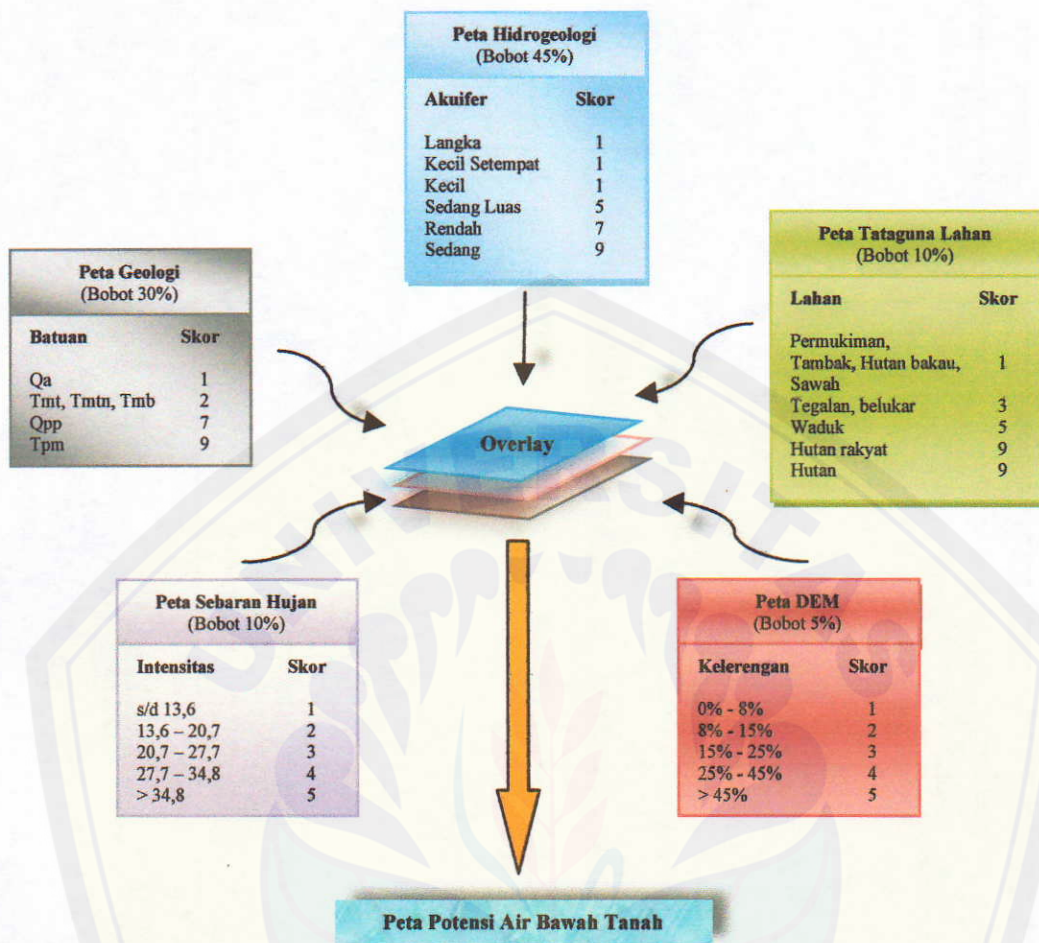 Peta Hidrogeologi
(Bobot 45%)
Akuifer Skor
Langka 1
Kecil Setempat 1
Kecil 1
Sedang Luas 5
Rendah 7
Sedang 9
Peta Geologi
(Bobot 30%)
Batuan Skor
Qa 1
Tmt, Tmtn, Tmb 2
Qpp 7
Tpm 9
Peta Tataguna Lahan
(Bobot 10%)
Lahan Skor
Permukiman,
Tambak, Hutan bakau, 1
Sawah
Tegalan, belukar 3
Waduk 5
Hutan rakyat 9
Hutan 9
Overlay
UNIVERSITAS
Peta Sebaran Hujan
(Bobot 10%)
Intensitas Skor
s/d 13,6 1
13,6 – 20,7 2
20,7 – 27,7 3
27,7 – 34,8 4
> 34,8 5
Peta DEM
(Bobot 5%)
Kelerengan Skor
0% - 8% 1
8% - 15% 2
15% - 25% 3
25% - 45% 4
> 45% 5
Peta Potensi Air Bawah Tanah